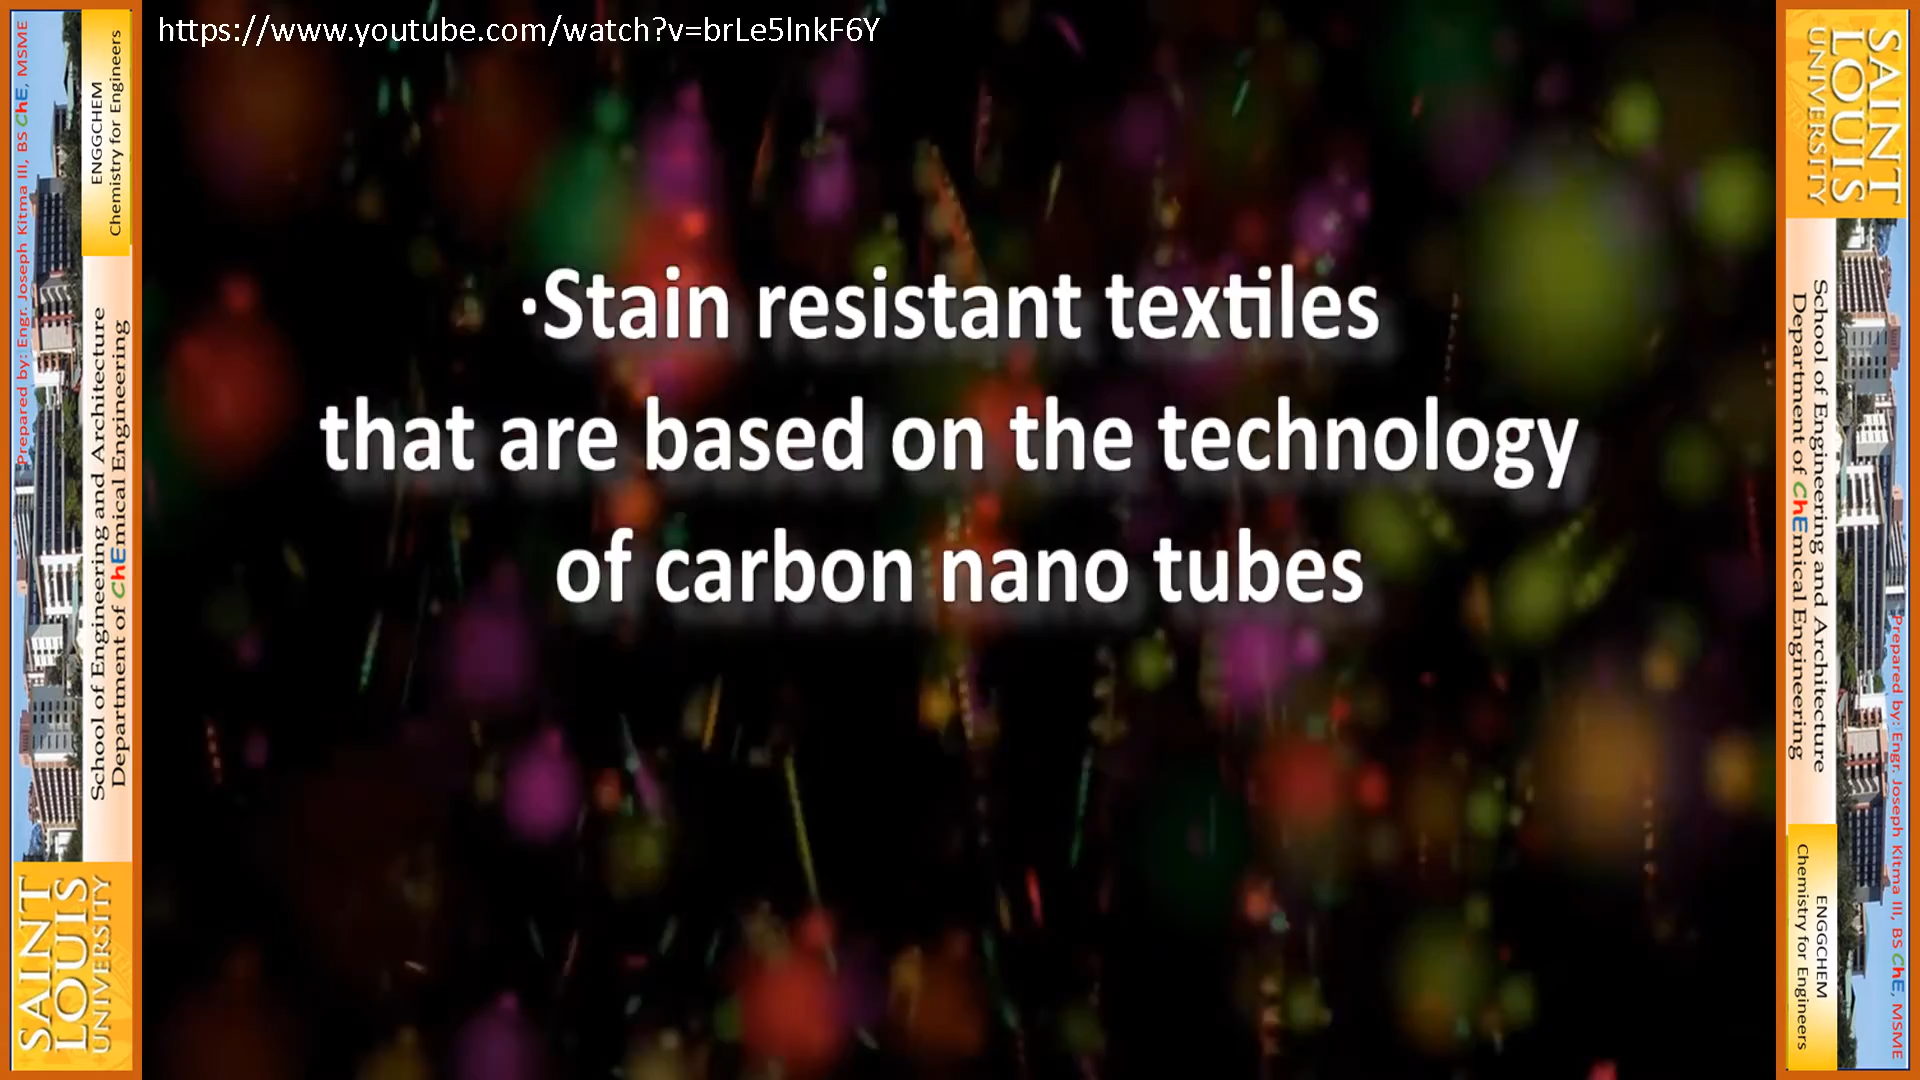 https://www.youtube.com/watch?v=brLe5lnkF6Y
·Stain resistant textiles
that are based on the technology
of carbon nano tubes
Prepared by: Engr. Joseph Kitma III, BS ChE, MSME
ENGGCHEM
Chemistry for Engineers
School of Engineering and Architecture
Department of ChEmical Engineering
SAINT
LOUIS
UNIVERSITY
SAINT
LOUIS
UNIVERSITY
School of Engineering and Architecture
Department of ChEmical Engineering
ENGGCHEM
Chemistry for Engineers
Prepared by: Engr. Joseph Kitma III, BS ChE, MSME